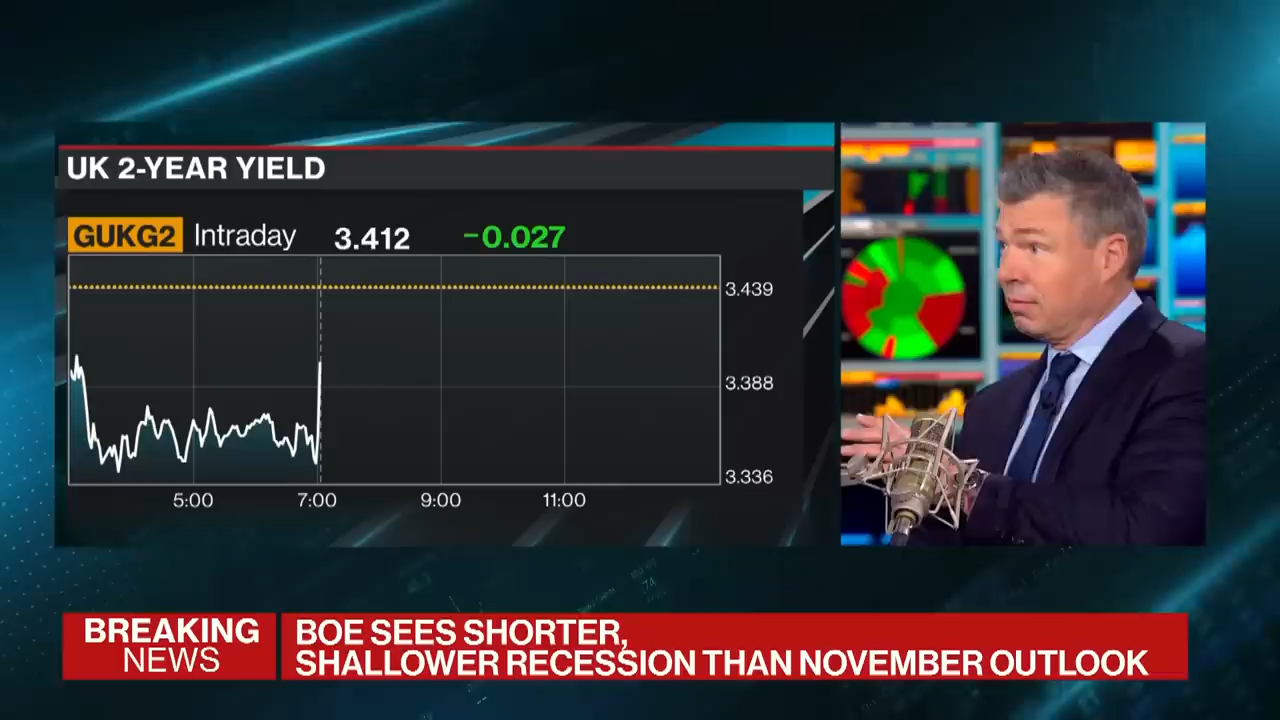 UK 2-YEAR YIELD
GUKG2 Intraday 3.412 -0.027
3.439
3.388
3.336
5:00 7:00 9:00 11:00
BREAKING
NEWS
BOE SEES SHORTER,
SHALLOWER RECESSION THAN NOVEMBER OUTLOOK